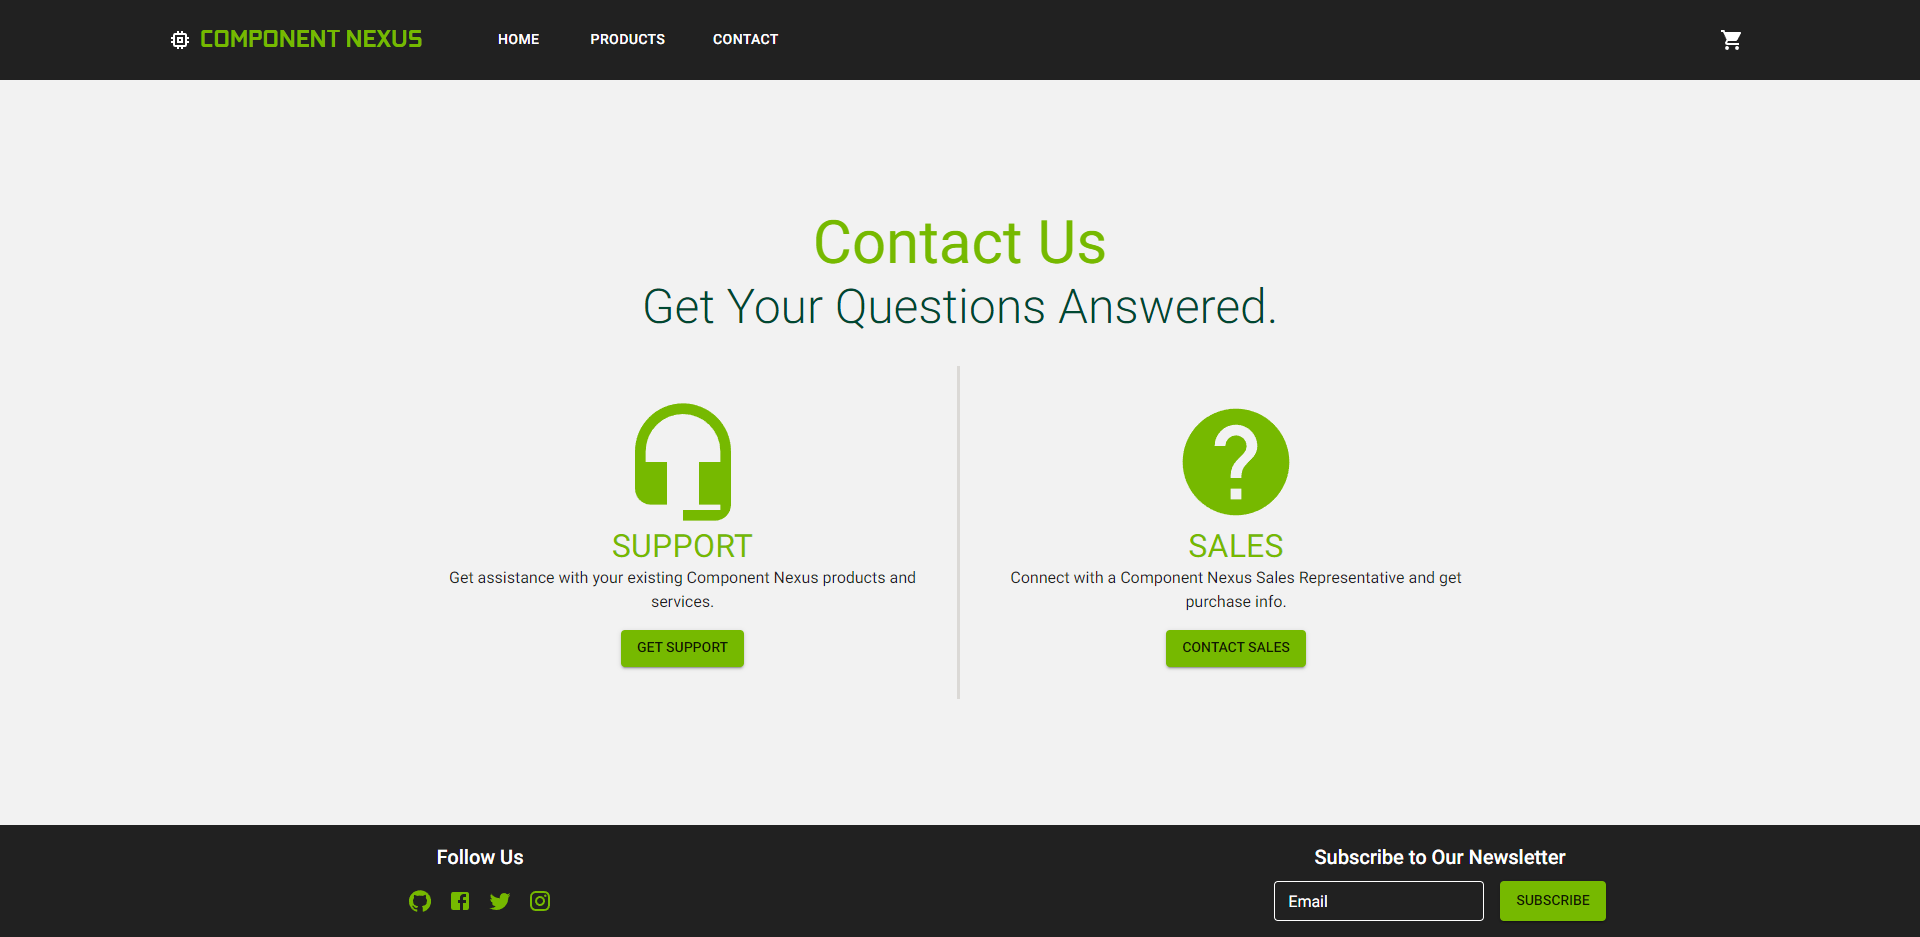 COMPONENT NEXUS
HOME
PRODUCTS
CONTACT
Contact Us
Get Your Questions Answered.
SUPPORT
Get assistance with your existing Component Nexus products and
services.
GET SUPPORT
SALES
Connect with a Component Nexus Sales Representative and get
purchase info.
CONTACT SALES
Follow Us
Subscribe to Our Newsletter
Email
SUBSCRIBE